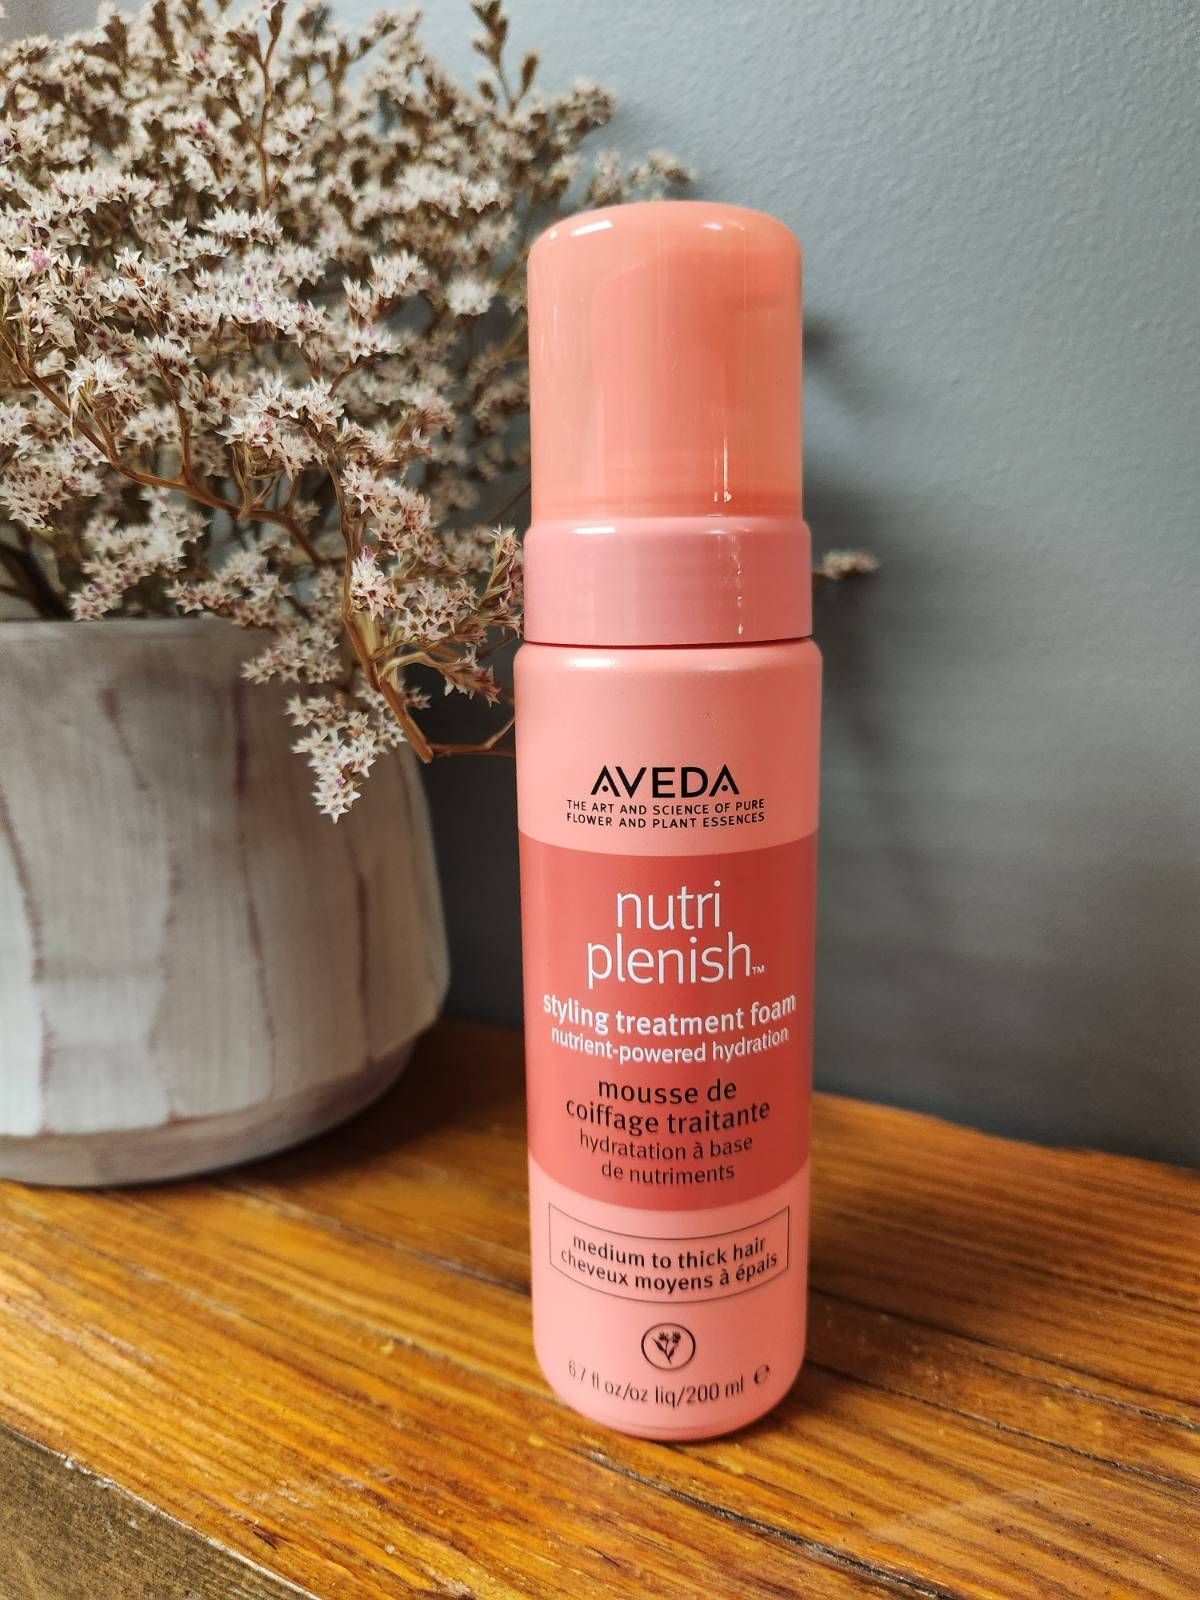 AVEDA
THE ART AND SCIENCE OF PURE
FLOWER AND PLANT ESSENCES
nutri
plenish™
styling treatment foam
nutrient-powered hydration
mousse de
coiffage traitante
hydratation à base
de nutriments
medium to thick hair
cheveux moyens à épais
6.7 fl oz/oz liq/200 ml ℮